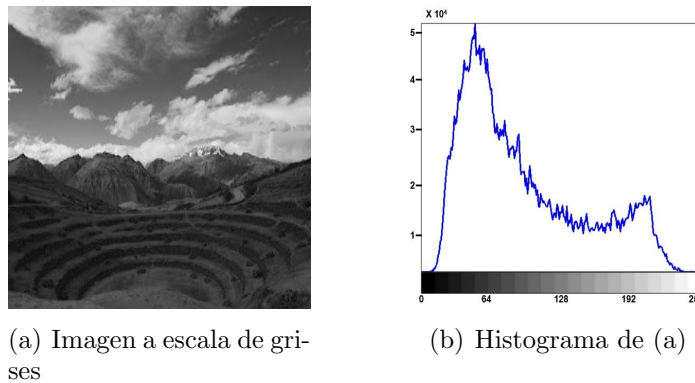 X 10⁴
5
4
3
2
1
0 64 128 192
(a) Imagen a escala de gri-
ses
(b) Histograma de (a)